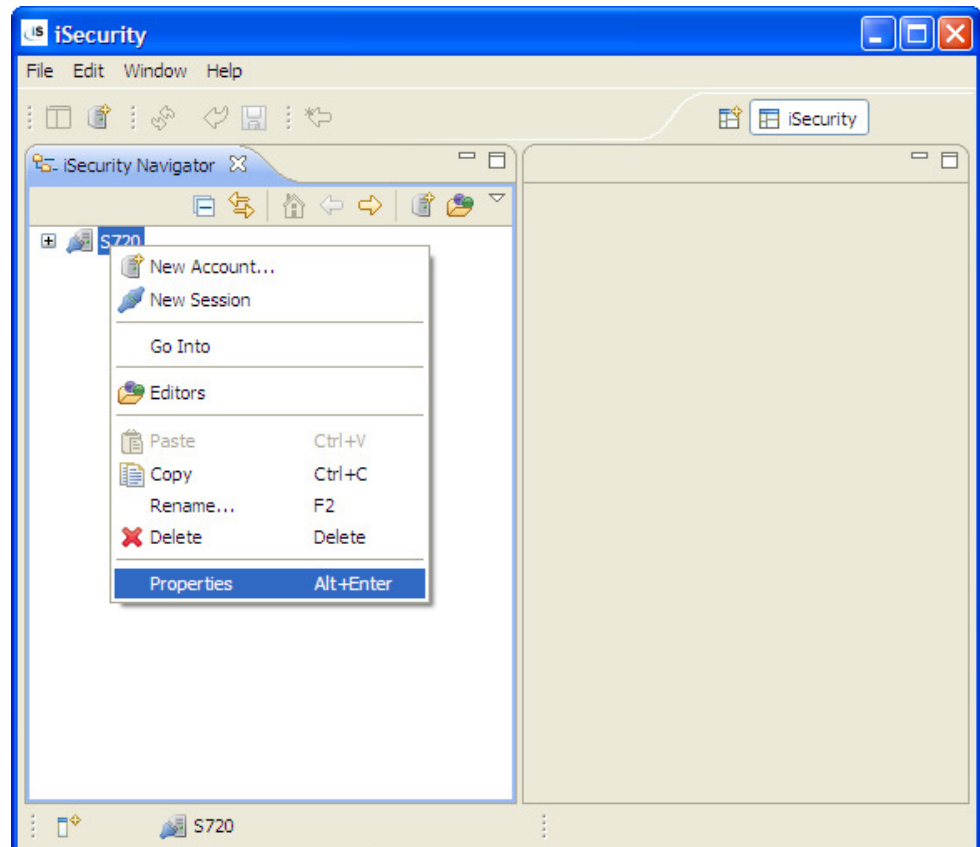 iS iSecurity
File Edit Window Help
iSecurity
iSecurity Navigator
S720
New Account...
New Session
Go Into
Editors
Paste Ctrl+V
Copy Ctrl+C
Rename... F2
Delete Delete
Properties Alt+Enter
S720